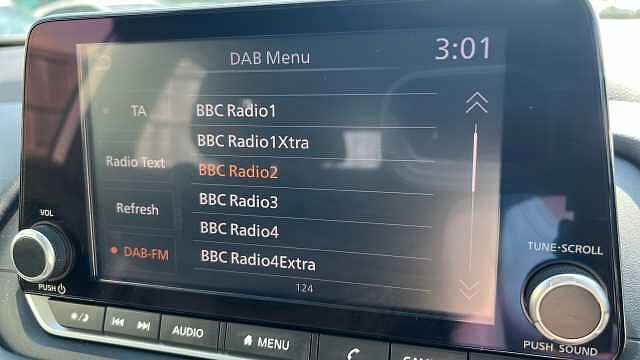 DAB Menu
3:01
TA
BBC Radio1
BBC Radio1Xtra
Radio Text
BBC Radio2
Refresh
BBC Radio3
BBC Radio4
DAB-FM
BBC Radio4Extra
124
VOL
PUSH
TUNE·SCROLL
PUSH SOUND
AUDIO
MENU